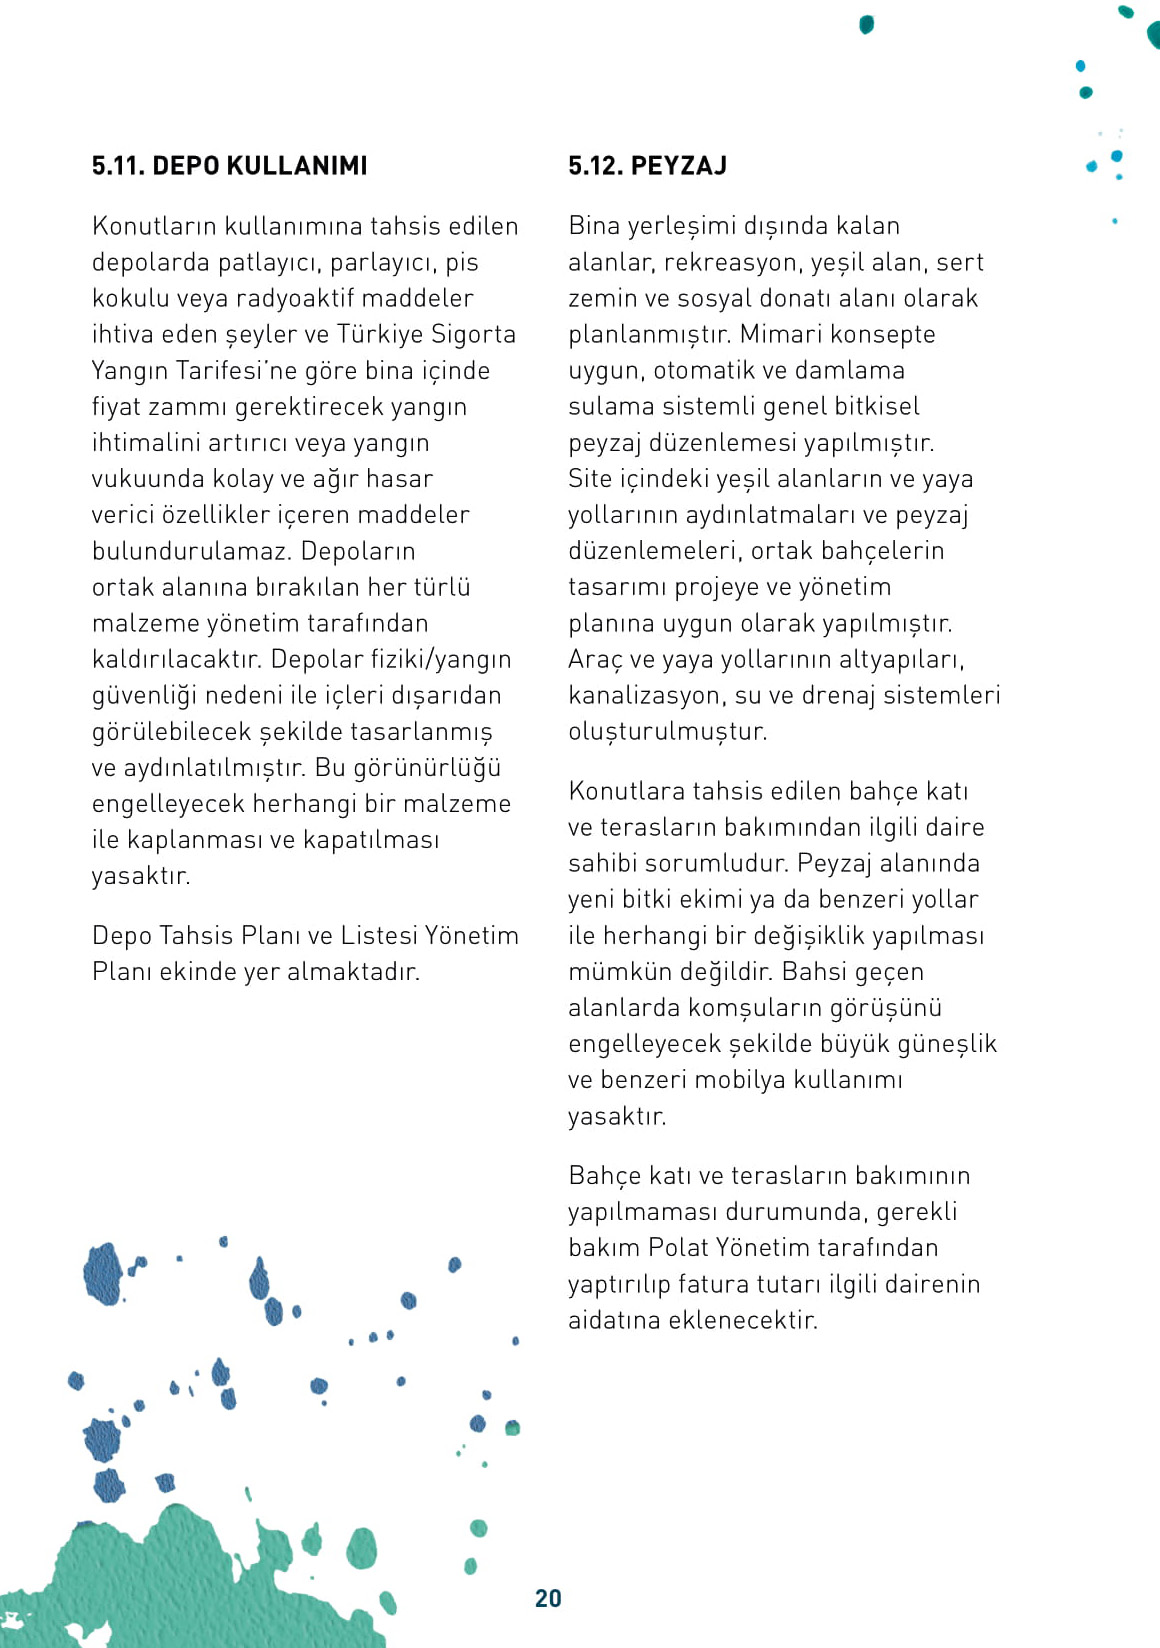 5.11. DEPO KULLANIMI
Konutların kullanımına tahsis edilen
depolarda patlayıcı, parlayıcı, pis
kokulu veya radyoaktif maddeler
ihtiva eden şeyler ve Türkiye Sigorta
Yangın Tarifesi’ne göre bina içinde
fiyat zammı gerektirecek yangın
ihtimalini artırıcı veya yangın
vukuunda kolay ve ağır hasar
verici özellikler içeren maddeler
bulundurulamaz. Depoların
ortak alanına bırakılan her türlü
malzeme yönetim tarafından
kaldırılacaktır. Depolar fiziki/yangın
güvenliği nedeni ile içleri dışarıdan
görülebilecek şekilde tasarlanmış
ve aydınlatılmıştır. Bu görünürlüğü
engelleyecek herhangi bir malzeme
ile kaplanması ve kapatılması
yasaktır.
Depo Tahsis Planı ve Listesi Yönetim
Planı ekinde yer almaktadır.
5.12. PEYZAJ
Bina yerleşimi dışında kalan
alanlar, rekreasyon, yeşil alan, sert
zemin ve sosyal donatı alanı olarak
planlanmıştır. Mimari konsepte
uygun, otomatik ve damlama
sulama sistemli genel bitkisel
peyzaj düzenlemesi yapılmıştır.
Site içindeki yeşil alanların ve yaya
yollarının aydınlatmaları ve peyzaj
düzenlemeleri, ortak bahçelerin
tasarımı projeye ve yönetim
planına uygun olarak yapılmıştır.
Araç ve yaya yollarının altyapıları,
kanalizasyon, su ve drenaj sistemleri
oluşturulmuştur.
Konutlara tahsis edilen bahçe katı
ve terasların bakımından ilgili daire
sahibi sorumludur. Peyzaj alanında
yeni bitki ekimi ya da benzeri yollar
ile herhangi bir değişiklik yapılması
mümkün değildir. Bahsi geçen
alanlarda komşuların görüşünü
engelleyecek şekilde büyük güneşlik
ve benzeri mobilya kullanımı
yasaktır.
Bahçe katı ve terasların bakımının
yapılmaması durumunda, gerekli
bakım Polat Yönetim tarafından
yaptırılıp fatura tutarı ilgili dairenin
aidatına eklenecektir.
20